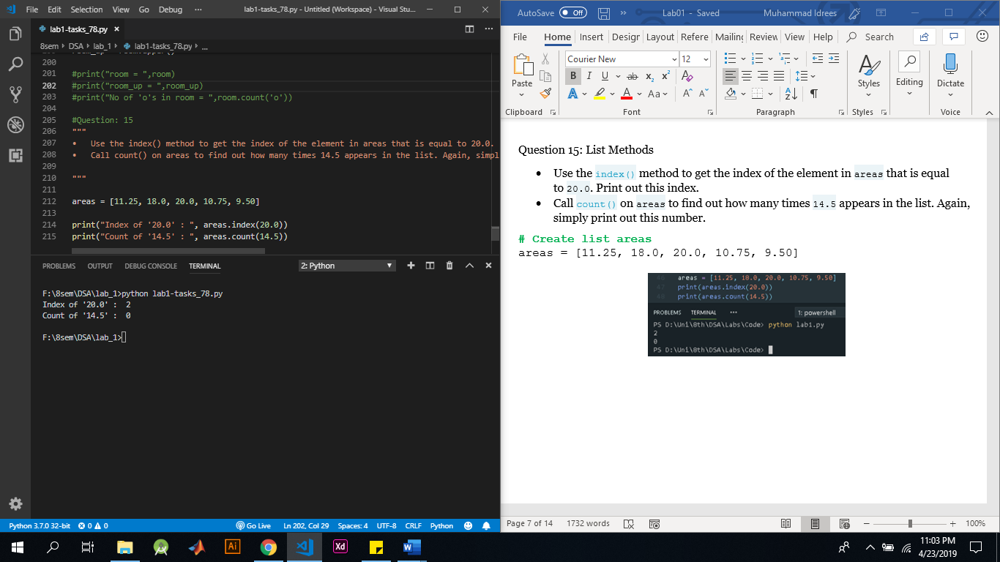 File Edit Selection View Go Debug ··· lab1-tasks_78.py - Untitled (Workspace) - Visual Stu...
lab1-tasks_78.py ×
8sem › DSA › lab_1 › lab1-tasks_78.py › ...
200
201 #print("room = ",room)
202 #print("room_up = ",room_up)
203 #print("No of 'o's in room = ",room.count('o'))
204
205 #Question: 15
206 """
207 • Use the index() method to get the index of the element in areas that is equal to 20.0.
208 • Call count() on areas to find out how many times 14.5 appears in the list. Again, simpl
209
210 """
211
212 areas = [11.25, 18.0, 20.0, 10.75, 9.50]
213
214 print("Index of '20.0' : ", areas.index(20.0))
215 print("Count of '14.5' : ", areas.count(14.5))
PROBLEMS OUTPUT DEBUG CONSOLE TERMINAL 2: Python
F:\8sem\DSA\lab_1>python lab1-tasks_78.py
Index of '20.0' :  2
Count of '14.5' :  0
F:\8sem\DSA\lab_1>
Python 3.7.0 32-bit 0 0 Go Live Ln 202, Col 29 Spaces: 4 UTF-8 CRLF Python
AutoSave Off Lab01 - Saved Muhammad Idrees
File Home Insert Desigr Layout Refere Mailing Review View Help Search
Paste Courier New 12 Styles Editing Dictate
B I U ab x₂ x²
A A Aa A A
Clipboard Font Paragraph Styles Voice
Question 15: List Methods
• Use the index() method to get the index of the element in areas that is equal
to 20.0. Print out this index.
• Call count() on areas to find out how many times 14.5 appears in the list. Again,
simply print out this number.
# Create list areas
areas = [11.25, 18.0, 20.0, 10.75, 9.50]
46 areas = [11.25, 18.0, 20.0, 10.75, 9.50]
47 print(areas.index(20.0))
48 print(areas.count(14.5))
PROBLEMS TERMINAL ··· 1: powershell
PS D:\Uni\8th\DSA\Labs\Code> python lab1.py
2
0
PS D:\Uni\8th\DSA\Labs\Code>
Page 7 of 14 1732 words 100%
Ai Xd W
11:03 PM
4/23/2019